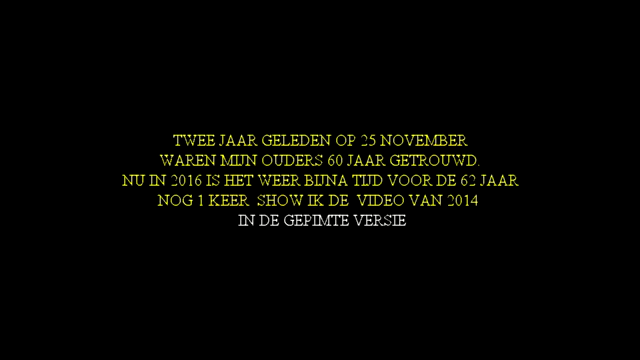 TWEE JAAR GELEDEN OP 25 NOVEMBER
WAREN MIJN OUDERS 60 JAAR GETROUWD.
NU IN 2016 IS HET WEER BIJNA TIJD VOOR DE 62 JAAR
NOG 1 KEER SHOW IK DE VIDEO VAN 2014
IN DE GEPIMTE VERSIE